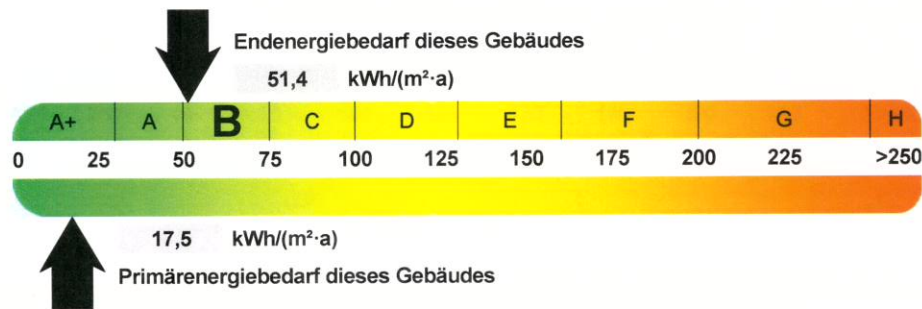 Endenergiebedarf dieses Gebäudes
51,4 kWh/(m²·a)
A+ A B C D E F G H
0 25 50 75 100 125 150 175 200 225 >250
17,5 kWh/(m²·a)
Primärenergiebedarf dieses Gebäudes